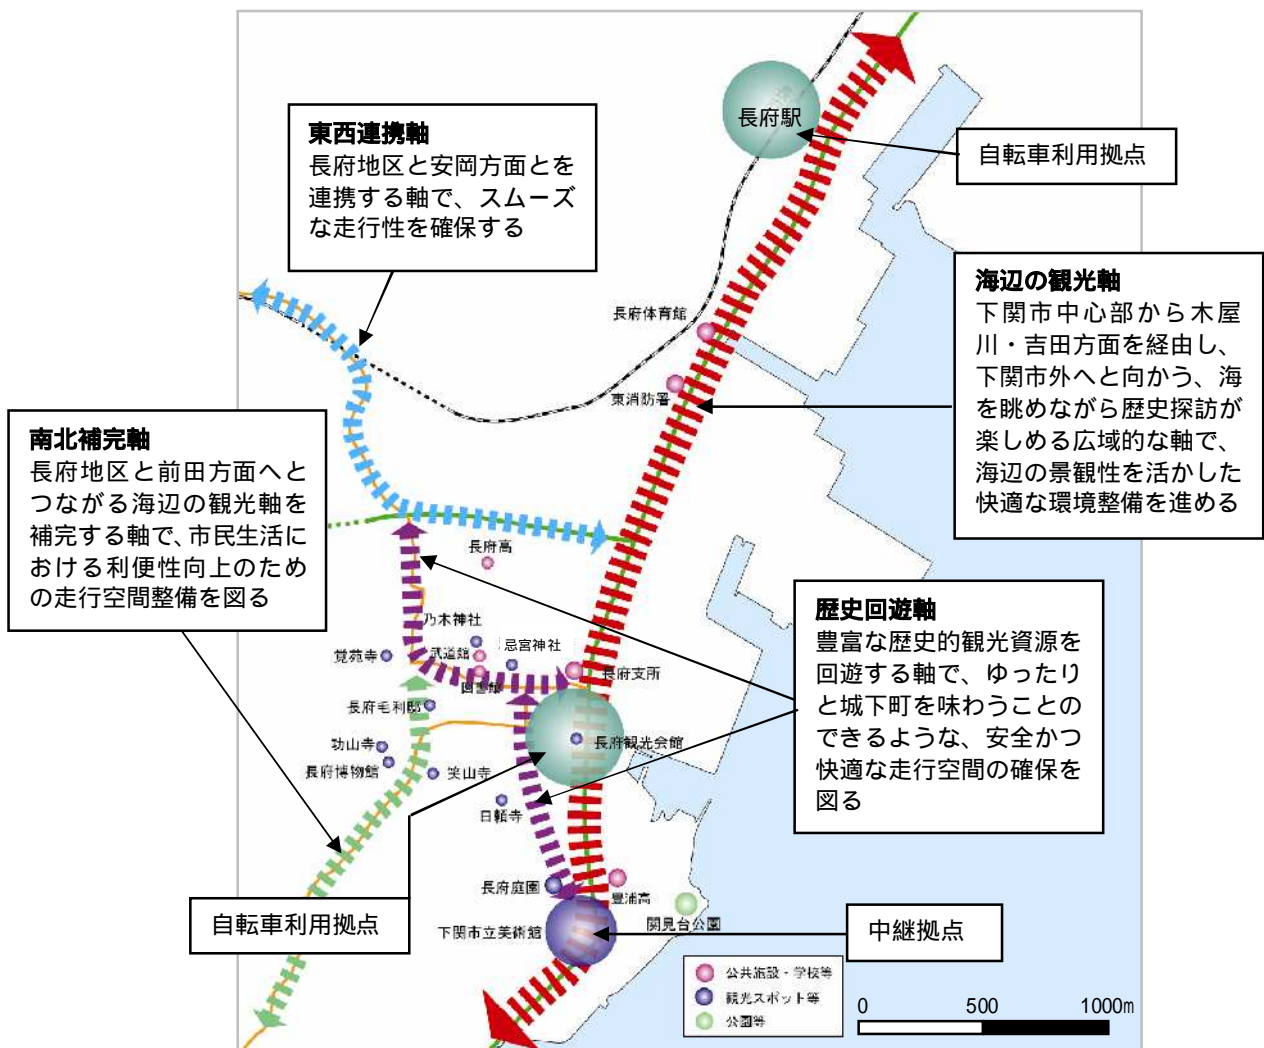 長府駅
自転車利用拠点
東西連携軸
長府地区と安岡方面とを
連携する軸で、スムーズ
な走行性を確保する
海辺の観光軸
下関市中心部から木屋
川・吉田方面を経由し、
下関市外へと向かう、海
を眺めながら歴史探訪が
楽しめる広域的な軸で、
海辺の景観性を活かした
快適な環境整備を進める
長府体育館
東消防署
南北補完軸
長府地区と前田方面へと
つながる海辺の観光軸を
補完する軸で、市民生活に
おける利便性向上のため
の走行空間整備を図る
長府高
乃木神社
武道館
忌宮神社
覚苑寺
図書館
長府支所
歴史回遊軸
豊富な歴史的観光資源を
回遊する軸で、ゆったり
と城下町を味わうことの
できるような、安全かつ
快適な走行空間の確保を
図る
長府毛利邸
功山寺
長府博物館
笑山寺
長府観光会館
日頼寺
長府庭園
豊浦高
関見台公園
自転車利用拠点
下関市立美術館
中継拠点
公共施設・学校等
観光スポット等
公園等
0 500 1000m